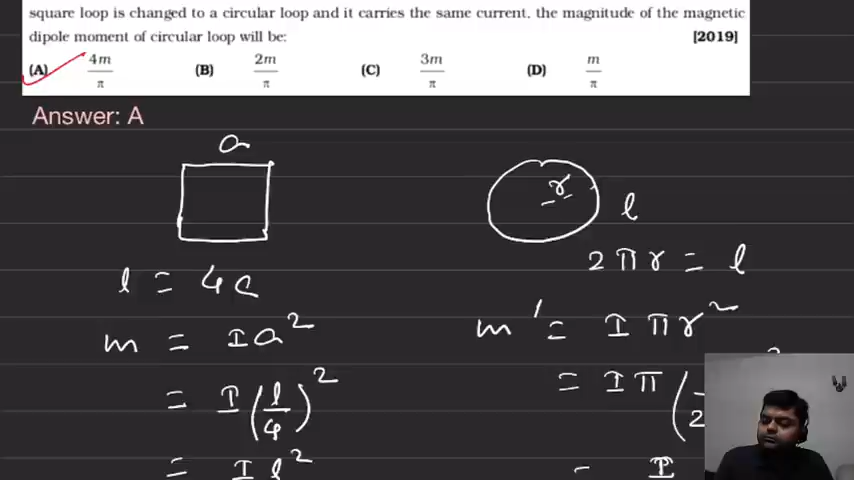 square loop is changed to a circular loop and it carries the same current, the magnitude of the magnetic
dipole moment of circular loop will be: [2019]
(A) 4m/π (B) 2m/π (C) 3m/π (D) m/π
Answer: A
a
r
l
l = 4a
2πr = l
m = Ia²
m' = Iπr²
= I(l/4)²
= Iπ(
2
= Il²
= I